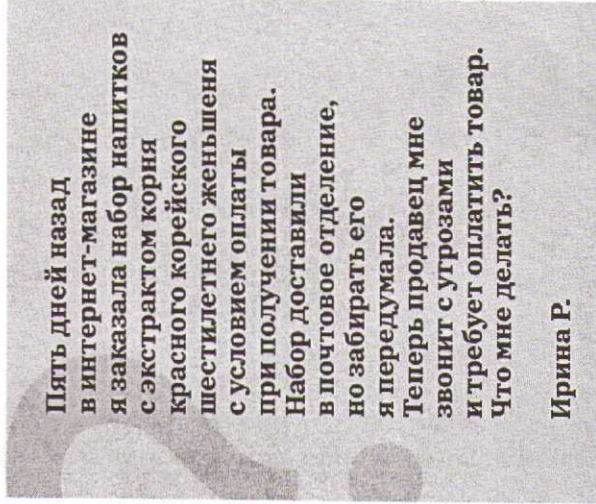 Пять дней назад
в интернет-магазине
я заказала набор напитков
с экстрактом корня
красного корейского
шестилетнего женьшеня
с условием оплаты
при получении товара.
Набор доставили
в почтовое отделение,
но забирать его
я передумала.
Теперь продавец мне
звонит с угрозами
и требует оплатить товар.
Что мне делать?
Ирина Р.